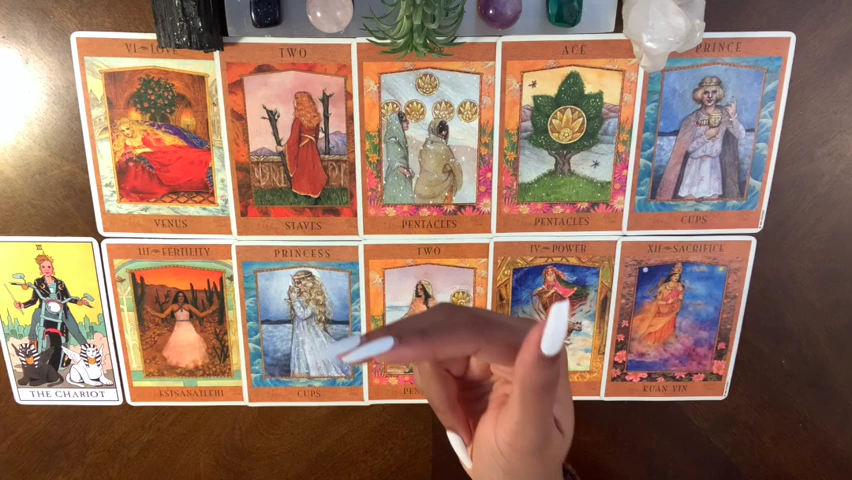 VI - LOVE
TWO
ACE
PRINCE
VENUS
STAVES
PENTACLES
PENTACLES
CUPS
III - FERTILITY
PRINCESS
TWO
IV - POWER
XII - SACRIFICE
THE CHARIOT
ESTSANATLEHI
CUPS
KUAN YIN